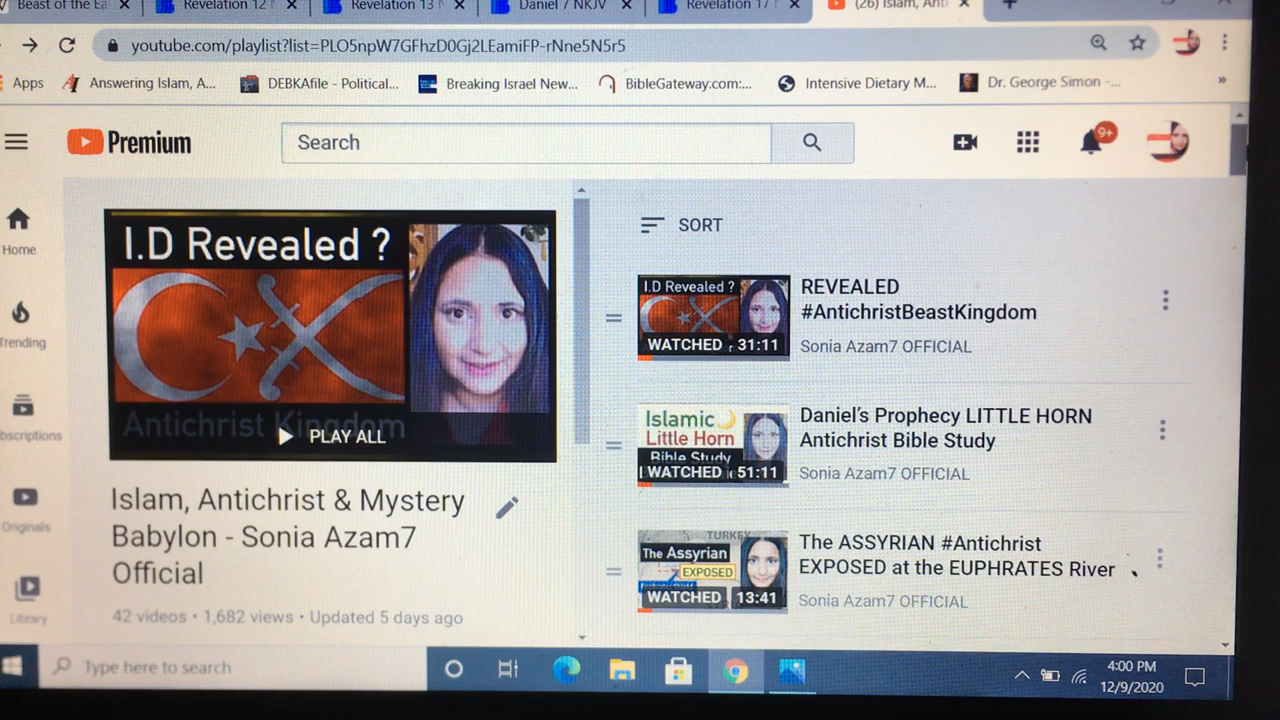 Beast of the Ea
Revelation 12
Revelation 13
Daniel 7 NKJV
Revelation 17
(26) Islam, Anti
youtube.com/playlist?list=PLO5npW7GFhzD0Gj2LEamiFP-rNne5N5r5
Apps
Answering Islam, A...
DEBKAfile - Political...
Breaking Israel New...
BibleGateway.com:...
Intensive Dietary M...
Dr. George Simon -...
Premium
Search
9+
Home
Trending
bscriptions
Originals
Library
I.D Revealed ?
Antichrist Kingdom
PLAY ALL
Islam, Antichrist & Mystery
Babylon - Sonia Azam7
Official
42 videos • 1,682 views • Updated 5 days ago
SORT
I.D Revealed ?
WATCHED
31:11
REVEALED
#AntichristBeastKingdom
Sonia Azam7 OFFICIAL
Islamic
Little Horn
Bible Study
WATCHED
51:11
Daniel's Prophecy LITTLE HORN
Antichrist Bible Study
Sonia Azam7 OFFICIAL
TURKEY
The Assyrian
EXPOSED
WATCHED
13:41
The ASSYRIAN #Antichrist
EXPOSED at the EUPHRATES River
Sonia Azam7 OFFICIAL
Type here to search
4:00 PM
12/9/2020